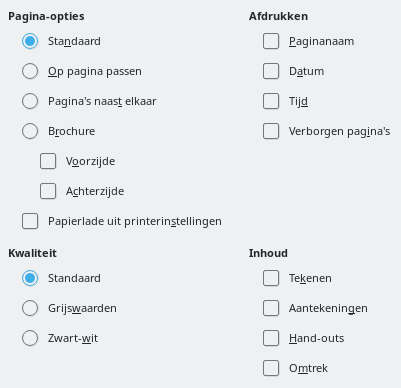 Pagina-opties
Standaard
Op pagina passen
Pagina's naast elkaar
Brochure
Voorzijde
Achterzijde
Papierlade uit printerinstellingen
Afdrukken
Paginanaam
Datum
Tijd
Verborgen pagina's
Kwaliteit
Standaard
Grijswaarden
Zwart-wit
Inhoud
Tekenen
Aantekeningen
Hand-outs
Omtrek